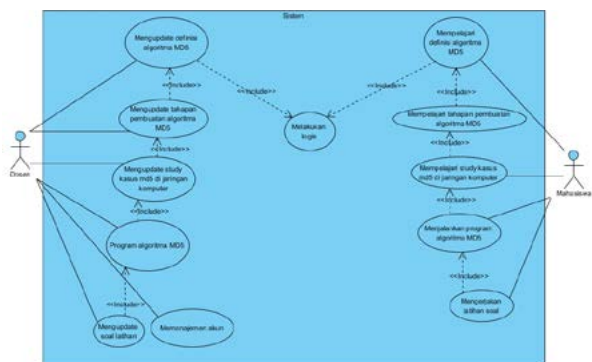 Sistem
Mengupdate definisi
algoritma MD5
Mempelajari
definisi algoritma
MD5
<<Include>>
<<Include>>
<<Include>>
<<Include>>
Mengupdate tahapan
pembuatan algoritma
MD5
Melakukan
login
Mempelajari tahapan pembuatan
algoritma MD5
<<Include>>
<<Include>>
Dosen
Mengupdate study
kasus md5 di jaringan
komputer
Mempelajari study kasus
md5 di jaringan komputer
Mahasiswa
<<Include>>
<<Include>>
Program algoritma MD5
Menjalankan program
algoritma MD5
<<Include>>
<<Include>>
Mengupdate
soal latihan
Memanajemen akun
Mengerjakan
latihan soal